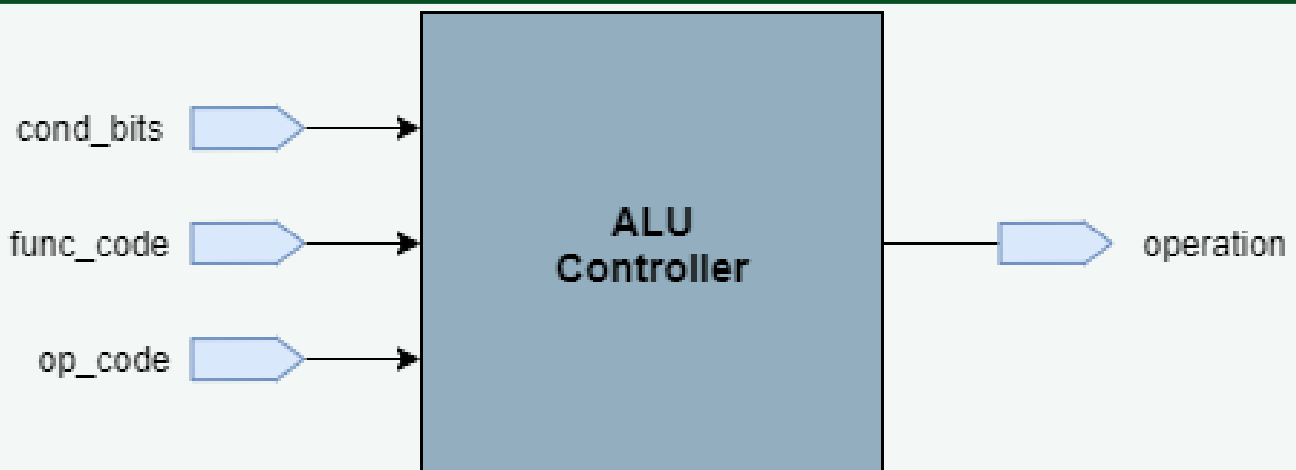 cond_bits
func_code
op_code
ALU
Controller
operation